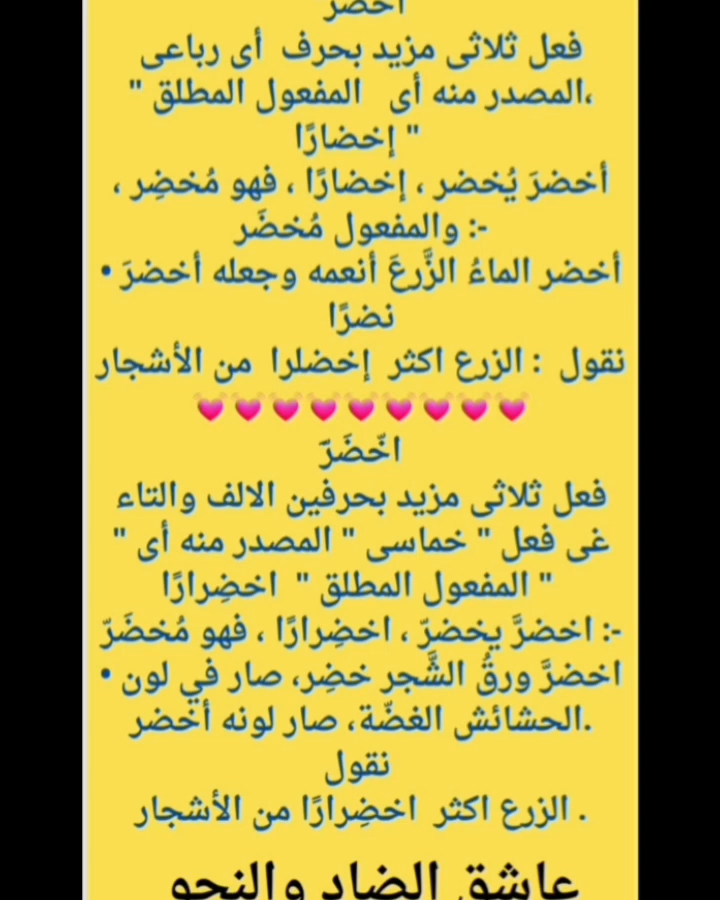 أخضر
فعل ثلاثى مزيد بحرف أى رباعى
،المصدر منه أى المفعول المطلق "
" إخضارًا
أخضرَ يُخضر ، إخضارًا ، فهو مُخضِر ،
-: والمفعول مُخضَر
أخضر الماءُ الزَّرعَ أنعمه وجعله أخضرَ •
نضرًا
نقول : الزرع اكثر إخضلرا من الأشجار
💓💓💓💓💓💓💓💓💓
اخّضَرّ
فعل ثلاثى مزيد بحرفين الالف والتاء
غى فعل " خماسى " المصدر منه أى "
" المفعول المطلق " اخضِرارًا
-: اخضرَّ يخضرّ ، اخضِرارًا ، فهو مُخضَرّ
اخضرَّ ورقُ الشَّجر خضِر، صار في لون •
.الحشائش الغضّة، صار لونه أخضر
نقول
. الزرع اكثر اخضِرارًا من الأشجار
عاشق الضاد والنحو